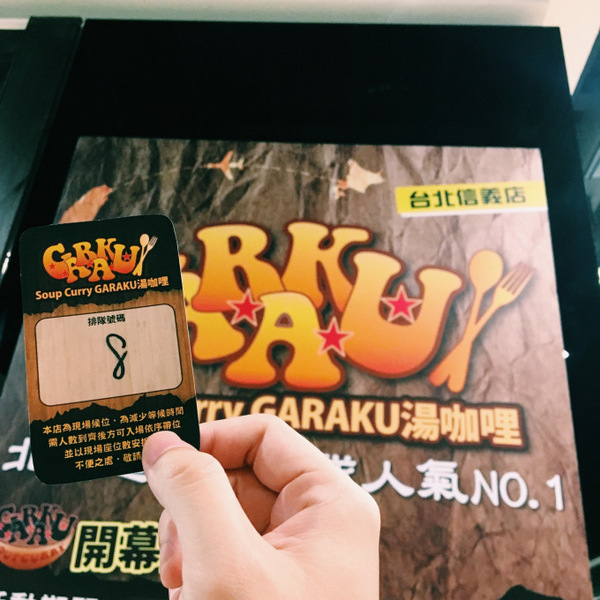 台北信義店
GARAKU
Soup Curry GARAKU湯咖哩
排隊號碼
8
本店為現場候位，為減少等候時間
需人數到齊後方可入場依序帶位
並以現場座位數安
不便之處，敬請
ARAKU
urry GARAKU湯咖哩
北
人氣NO.1
GARAKU
開幕